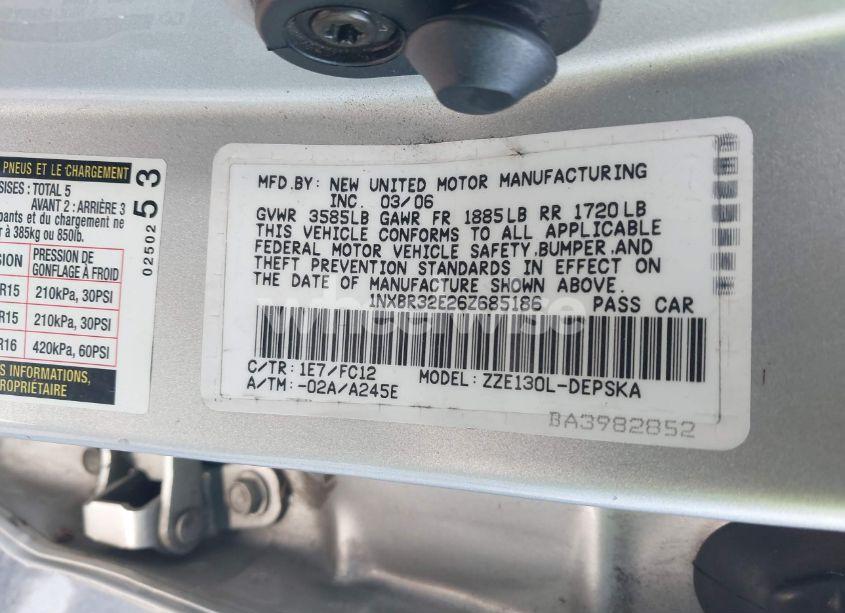 PNEUS ET LE CHARGEMENT
SISES : TOTAL 5
AVANT 2 : ARRIÈRE 3
pants et du chargement ne
r à 385kg ou 850lb.
SION
PRESSION DE
GONFLAGE À FROID
R15
210kPa, 30PSI
R15
210kPa, 30PSI
R16
420kPa, 60PSI
PROPRIÉTAIRE
02502
53
MFD.BY: NEW UNITED MOTOR MANUFACTURING
INC. 03/06
GVWR 3585LB GAWR FR 1885LB RR 1720LB
THIS VEHICLE CONFORMS TO ALL APPLICABLE
FEDERAL MOTOR VEHICLE SAFETY,BUMPER,AND
THEFT PREVENTION STANDARDS IN EFFECT ON
THE DATE OF MANUFACTURE SHOWN ABOVE.
1NXBR32E26Z685186 PASS CAR
wheelwise
C/TR: 1E7/FC12
A/TM: -02A/A245E
MODEL: ZZE130L-DEPSKA
BA3982852